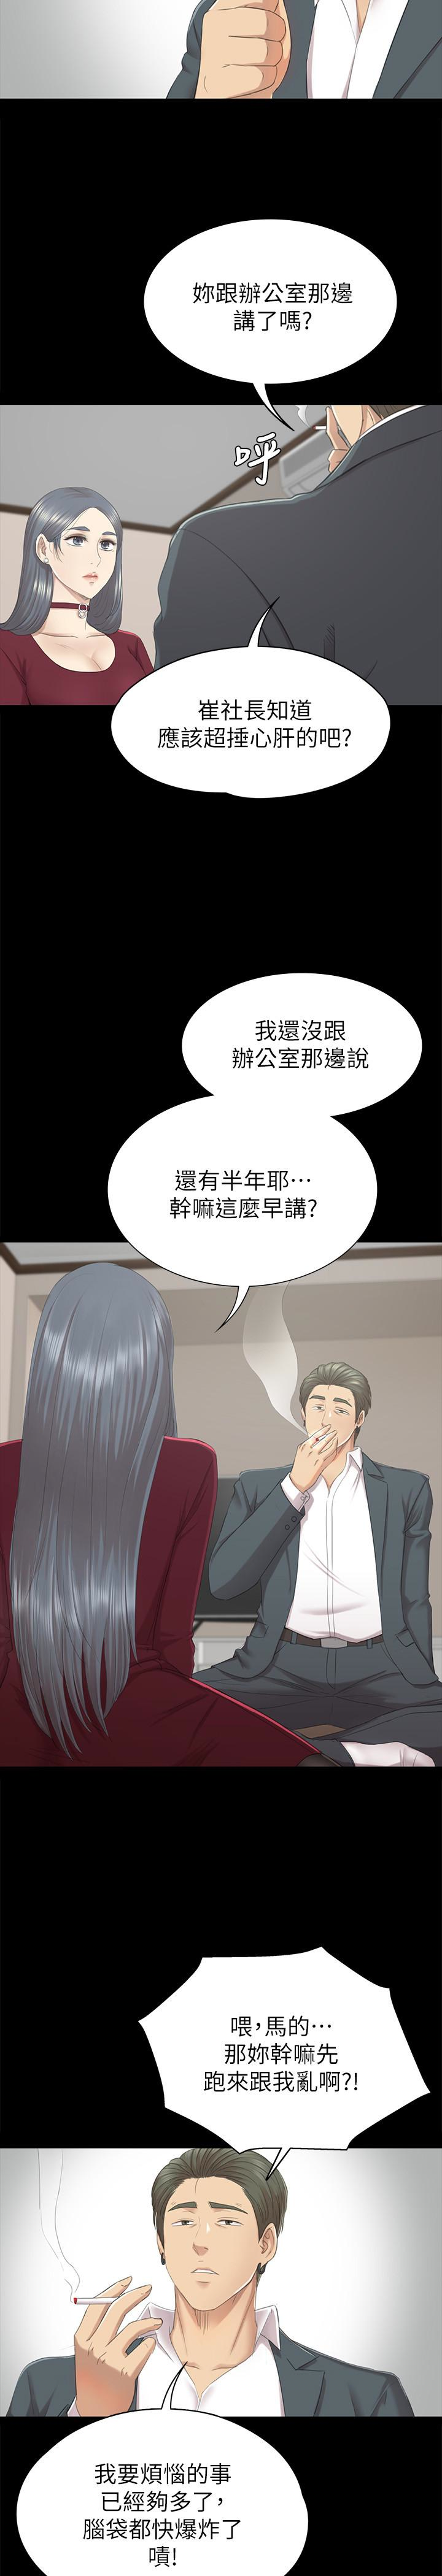 妳跟辦公室那邊
講了嗎?
呼
崔社長知道
應該超捶心肝的吧?
我還沒跟
辦公室那邊說
還有半年耶⋯
幹嘛這麼早講?
喂,馬的⋯
那妳幹嘛先
跑來跟我亂啊?!
我要煩惱的事
已經夠多了,
腦袋都快爆炸了
嘖!